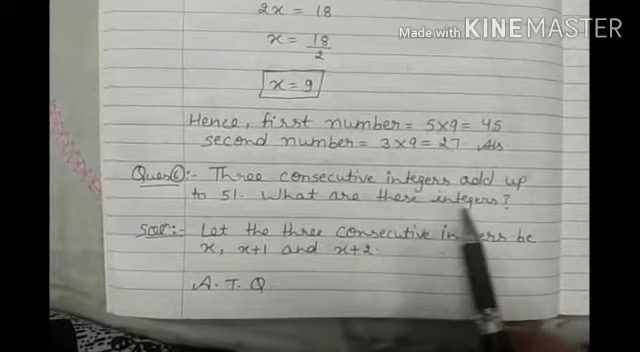 2x = 18
x = 18/2
x = 9
Hence, first number = 5×9 = 45
second number = 3×9 = 27 Ans
Ques 6:- Three consecutive integers add up
to 51. What are these integers?
Sol:- Let the three consecutive in ers be
x, x+1 and x+2.
A. T. Q
Made with KINEMASTER